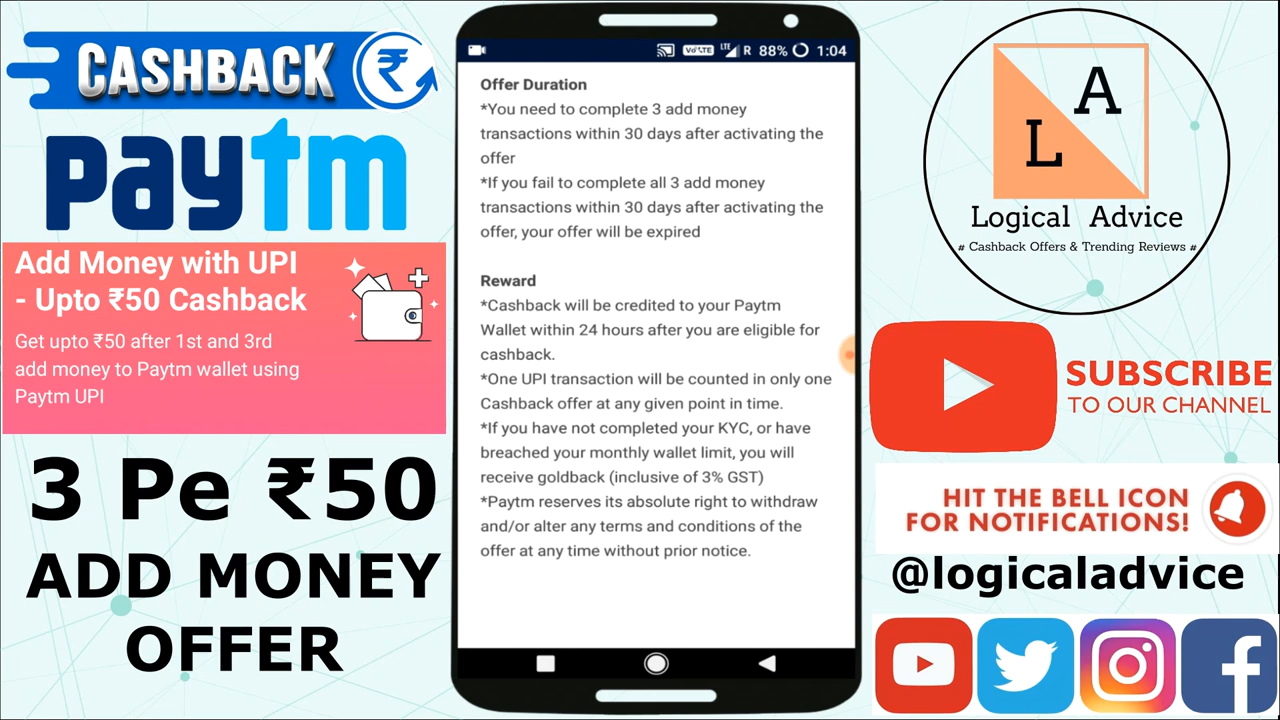 CASHBACK ₹
paytm
Add Money with UPI
- Upto ₹50 Cashback
Get upto ₹50 after 1st and 3rd
add money to Paytm wallet using
Paytm UPI
3 Pe ₹50
ADD MONEY
OFFER
VoLTE LTE R 88% 1:04
Offer Duration
*You need to complete 3 add money
transactions within 30 days after activating the
offer
*If you fail to complete all 3 add money
transactions within 30 days after activating the
offer, your offer will be expired
Reward
*Cashback will be credited to your Paytm
Wallet within 24 hours after you are eligible for
cashback.
*One UPI transaction will be counted in only one
Cashback offer at any given point in time.
*If you have not completed your KYC, or have
breached your monthly wallet limit, you will
receive goldback (inclusive of 3% GST)
*Paytm reserves its absolute right to withdraw
and/or alter any terms and conditions of the
offer at any time without prior notice.
L A
Logical Advice
# Cashback Offers & Trending Reviews #
SUBSCRIBE
TO OUR CHANNEL
HIT THE BELL ICON
FOR NOTIFICATIONS!
@logicaladvice
f